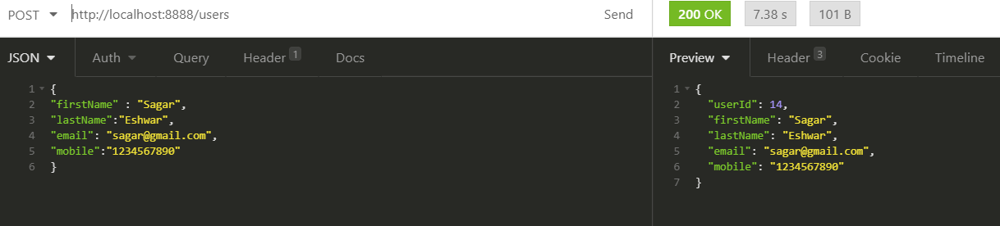 POST http://localhost:8888/users Send 200 OK 7.38 s 101 B
JSON Auth Query Header 1 Docs Preview Header 3 Cookie Timeline
1 {
2 "firstName" : "Sagar",
3 "lastName":"Eshwar",
4 "email": "sagar@gmail.com",
5 "mobile":"1234567890"
6 }
1 {
2 "userId": 14,
3 "firstName": "Sagar",
4 "lastName": "Eshwar",
5 "email": "sagar@gmail.com",
6 "mobile": "1234567890"
7 }